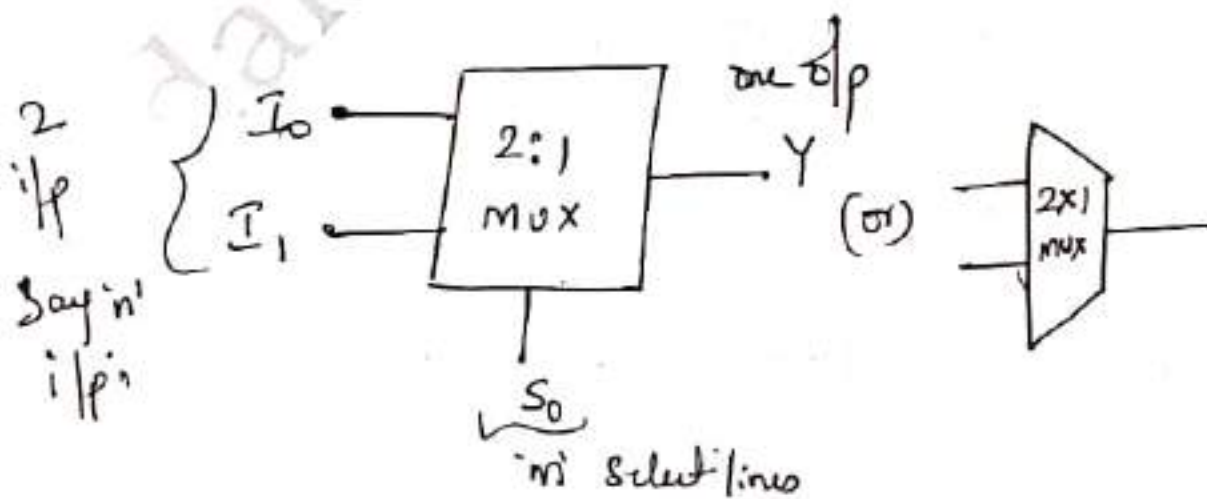 2
i/p
say 'n'
i/p's
I₀
I₁
2:1
MUX
one o/p
Y
S₀
'm' select lines
(or)
2x1
MUX